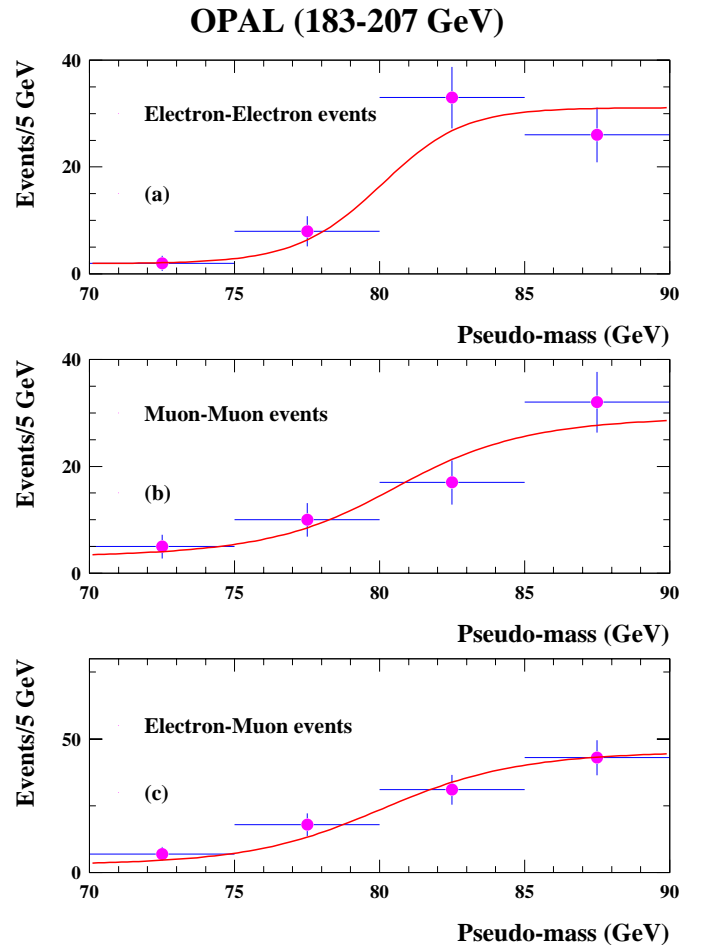 OPAL (183-207 GeV)
Events/5 GeV
40
20
0
Electron-Electron events
(a)
70 75 80 85 90
Pseudo-mass (GeV)
Events/5 GeV
40
20
0
Muon-Muon events
(b)
70 75 80 85 90
Pseudo-mass (GeV)
Events/5 GeV
50
0
Electron-Muon events
(c)
70 75 80 85 90
Pseudo-mass (GeV)